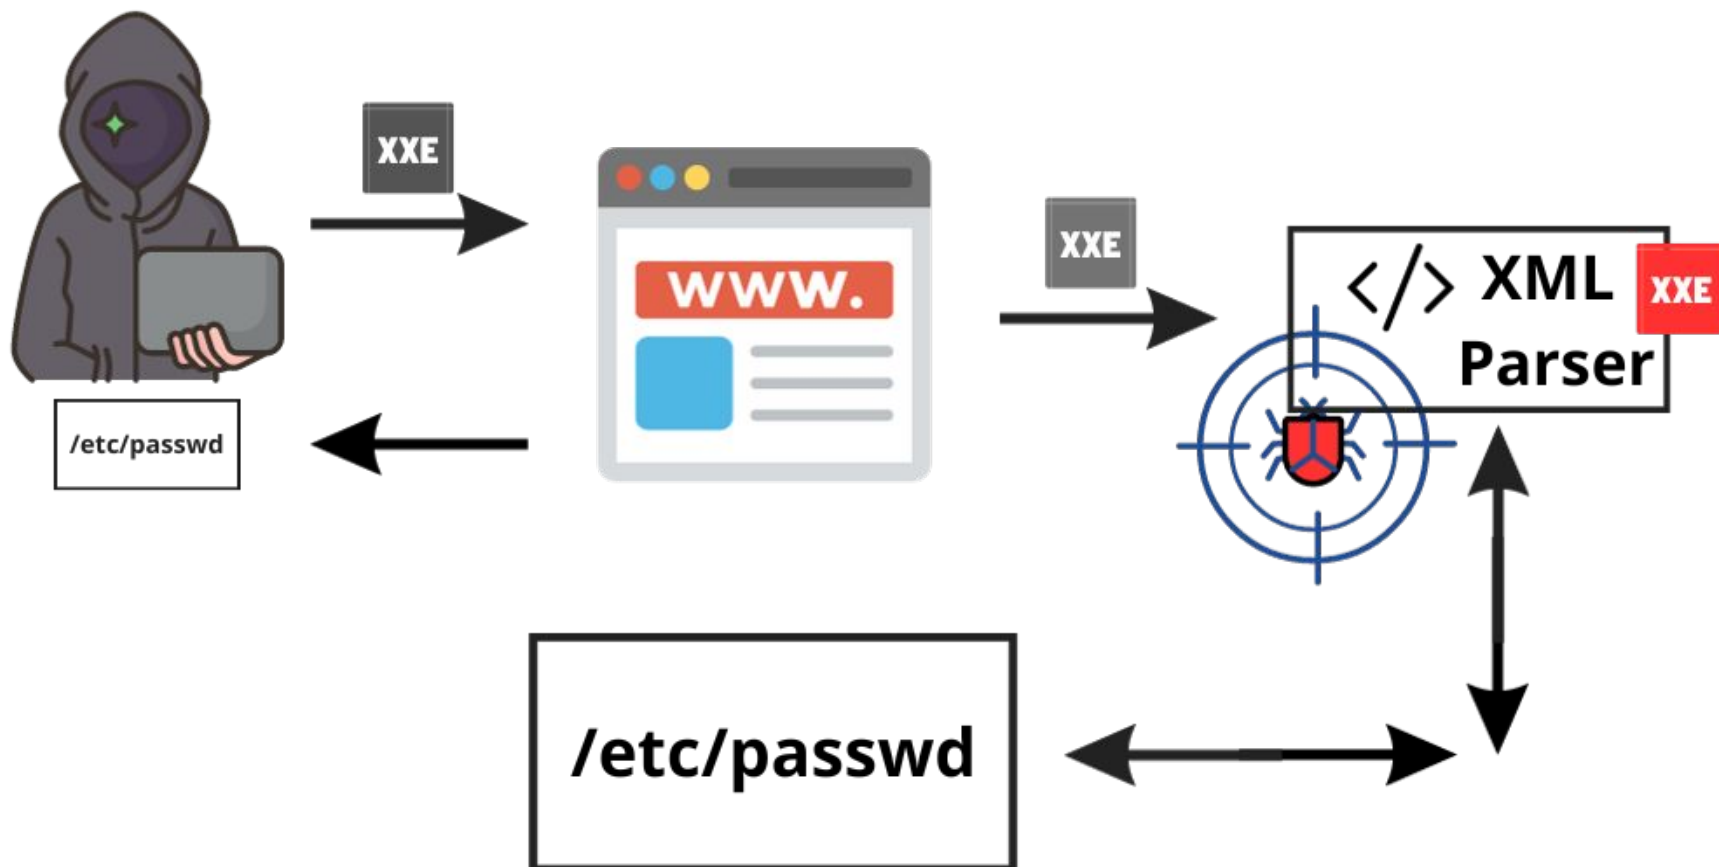 XXE
www.
XXE
XML
XXE
Parser
/etc/passwd
/etc/passwd